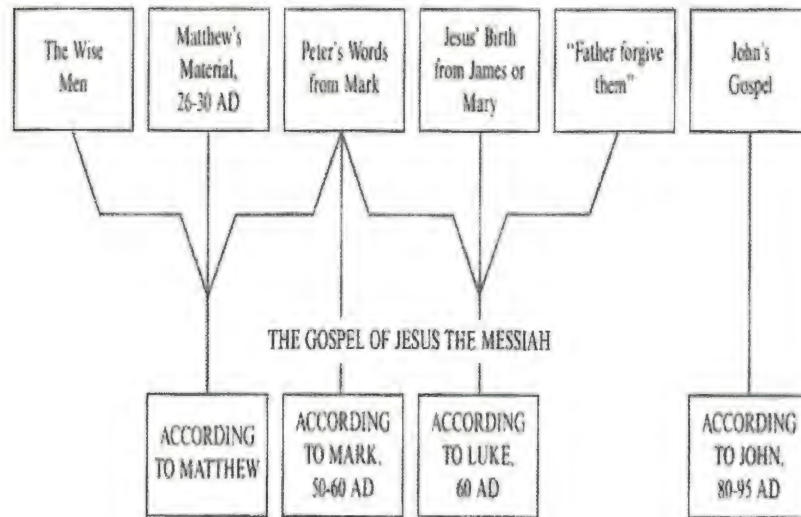 The Wise
Men
Matthew's
Material,
26-30 AD
Peter's Words
from Mark
Jesus' Birth
from James or
Mary
"Father forgive
them"
John's
Gospel
THE GOSPEL OF JESUS THE MESSIAH
ACCORDING
TO MATTHEW
ACCORDING
TO MARK,
50-60 AD
ACCORDING
TO LUKE,
60 AD
ACCORDING
TO JOHN,
80-95 AD